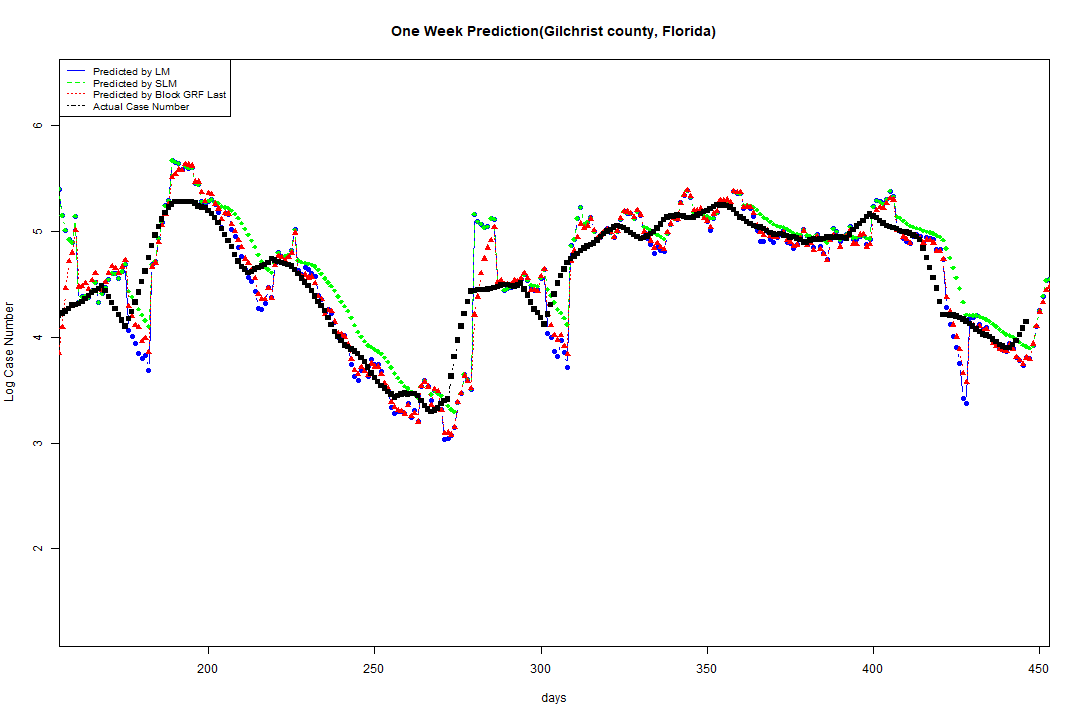 One Week Prediction(Gilchrist county, Florida)
Predicted by LM
Predicted by SLM
Predicted by Block GRF Last
Actual Case Number
6
5
4
3
2
Log Case Number
200 250 300 350 400 450
days